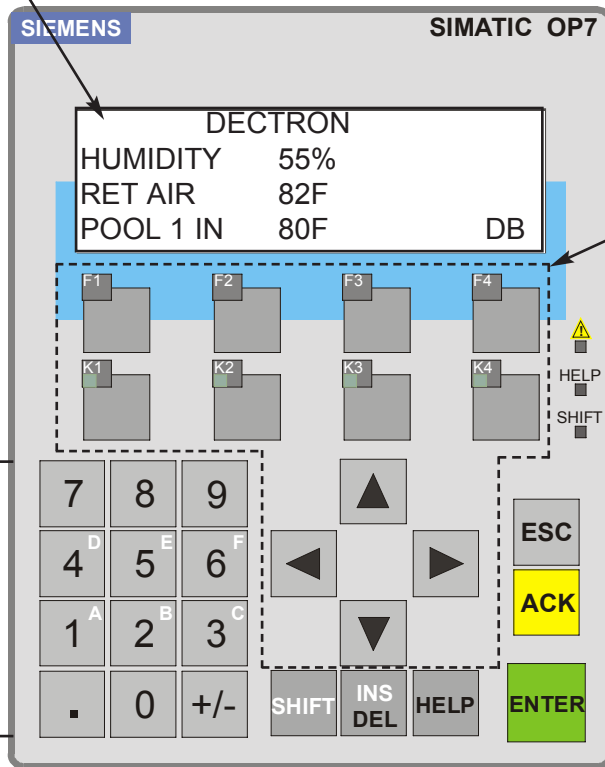 SIEMENS SIMATIC OP7
DECTRON
HUMIDITY 55%
RET AIR 82F
POOL 1 IN 80F DB
F1 F2 F3 F4
K1 K2 K3 K4
HELP
SHIFT
7 8 9
4 D 5 E 6 F
1 A 2 B 3 C
. 0 +/-
ESC
ACK
SHIFT INS DEL HELP ENTER